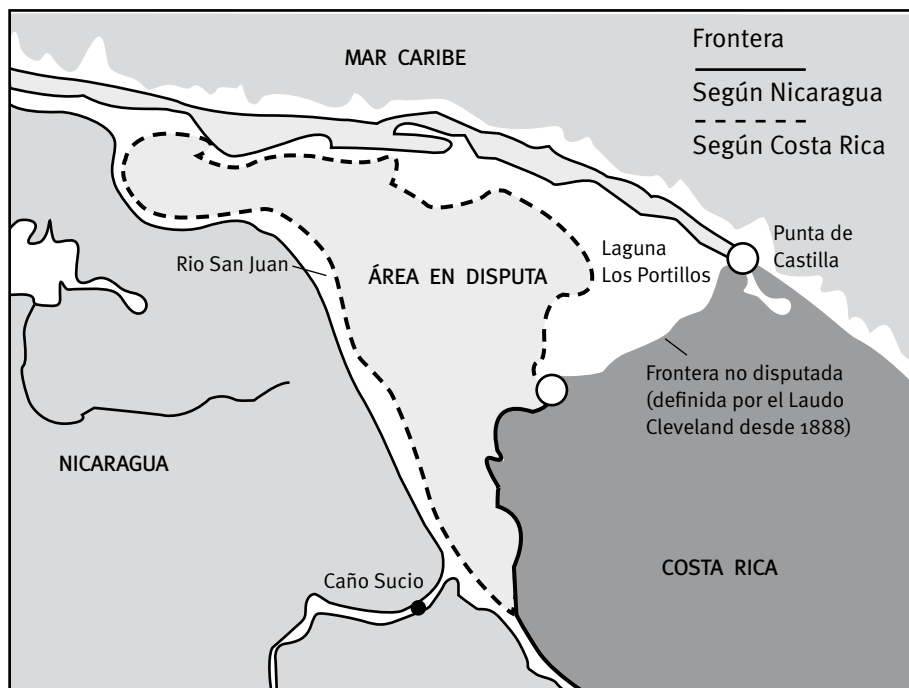 MAR CARIBE
Frontera
Según Nicaragua
Según Costa Rica
Punta de
Castilla
Laguna
Los Portillos
Rio San Juan
ÁREA EN DISPUTA
Frontera no disputada
(definida por el Laudo
Cleveland desde 1888)
NICARAGUA
COSTA RICA
Caño Sucio